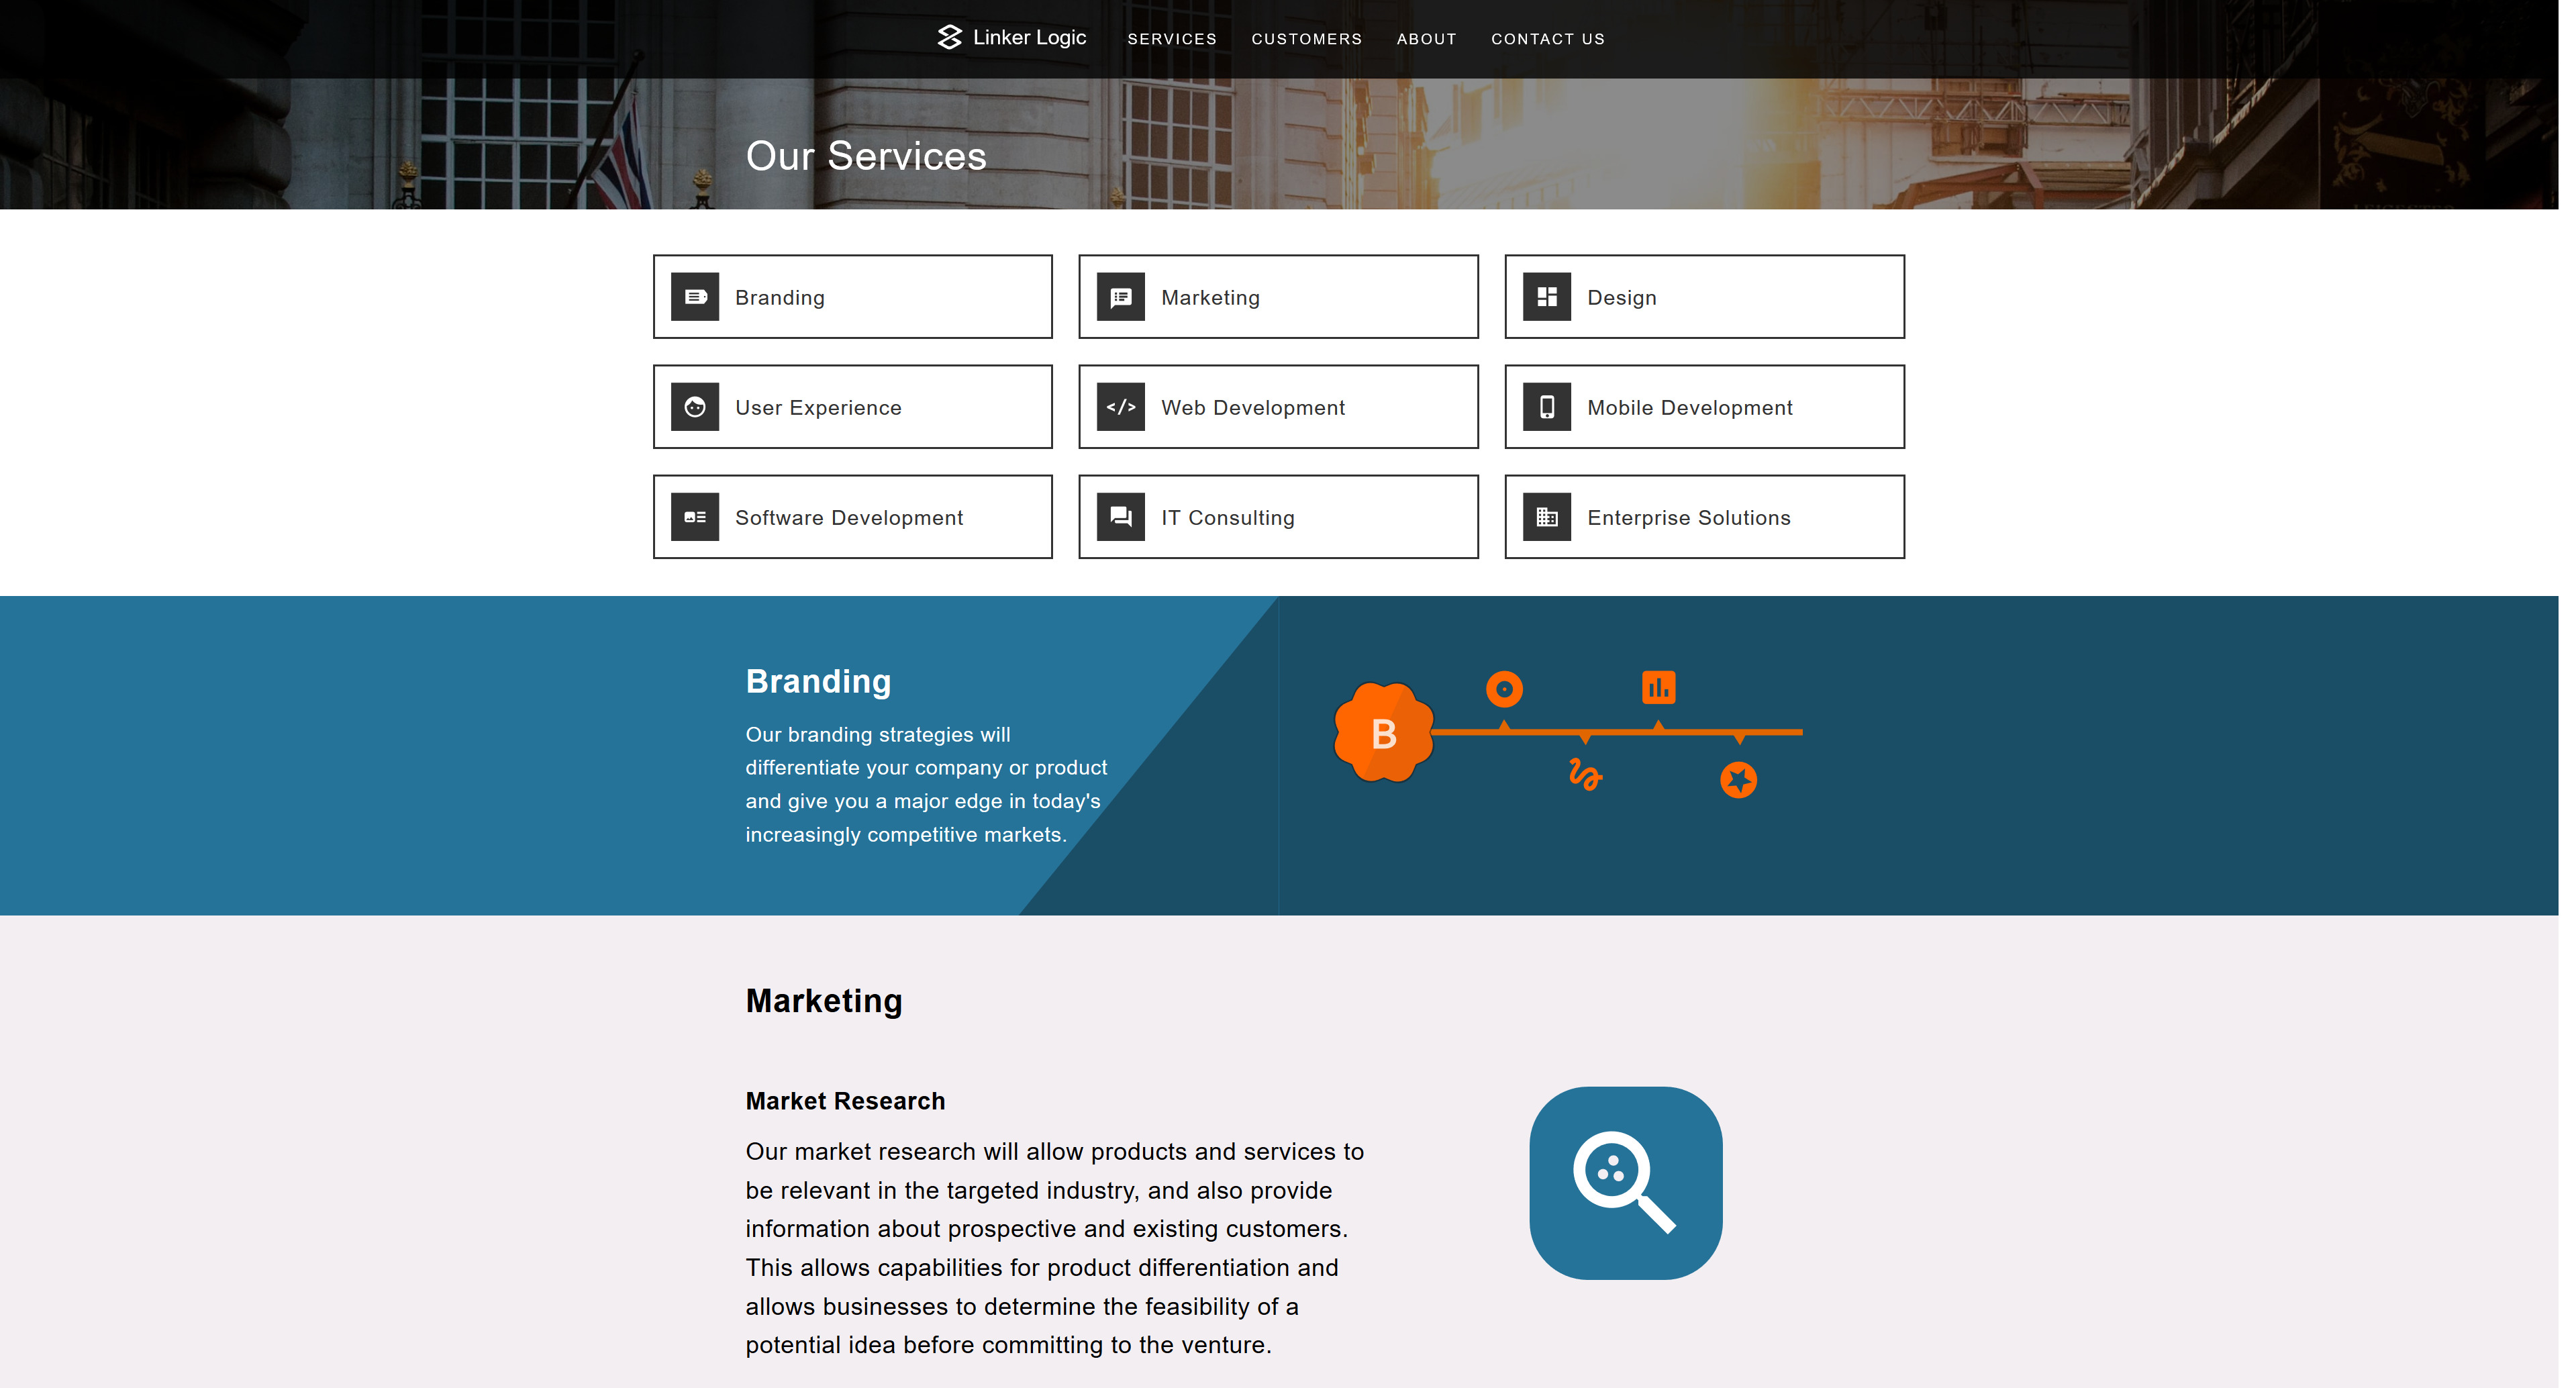 Linker Logic SERVICES CUSTOMERS ABOUT CONTACT US
Our Services
Branding
Marketing
Design
User Experience
</> Web Development
Mobile Development
Software Development
IT Consulting
Enterprise Solutions
Branding
Our branding strategies will
differentiate your company or product
and give you a major edge in today's
increasingly competitive markets.
B
Marketing
Market Research
Our market research will allow products and services to
be relevant in the targeted industry, and also provide
information about prospective and existing customers.
This allows capabilities for product differentiation and
allows businesses to determine the feasibility of a
potential idea before committing to the venture.